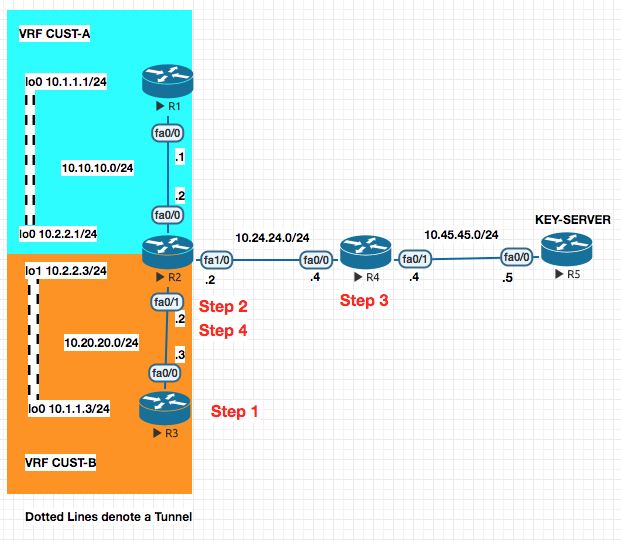 VRF CUST-A
lo0 10.1.1.1/24
R1
fa0/0
.1
10.10.10.0/24
.2
fa0/0
lo0 10.2.2.1/24
KEY-SERVER
10.24.24.0/24
10.45.45.0/24
fa1/0
fa0/0
fa0/1
fa0/0
R2
R4
R5
.2
.4
.4
.5
lo1 10.2.2.3/24
fa0/1
Step 2
Step 3
.2
Step 4
10.20.20.0/24
.3
fa0/0
lo0 10.1.1.3/24
Step 1
R3
VRF CUST-B
Dotted Lines denote a Tunnel